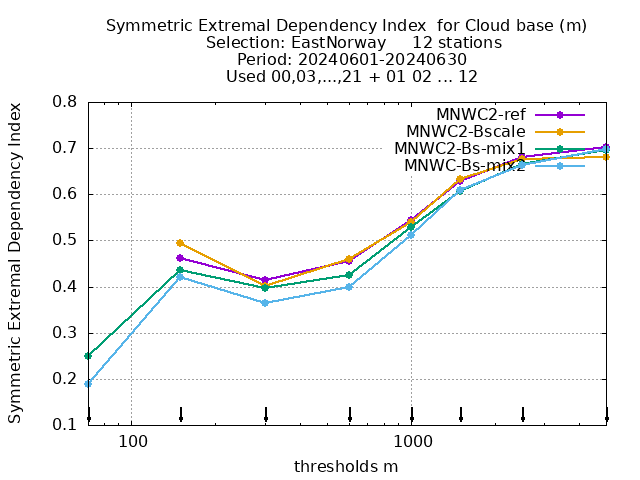 Symmetric Extremal Dependency Index  for Cloud base (m)
Selection: EastNorway     12 stations
Period: 20240601-20240630
Used 00,03,...,21 + 01 02 ... 12
Symmetric Extremal Dependency Index
0.8
0.7
0.6
0.5
0.4
0.3
0.2
0.1
MNWC2-ref
MNWC2-Bscale
MNWC2-Bs-mix1
MNWC-Bs-mix2
100
1000
thresholds m